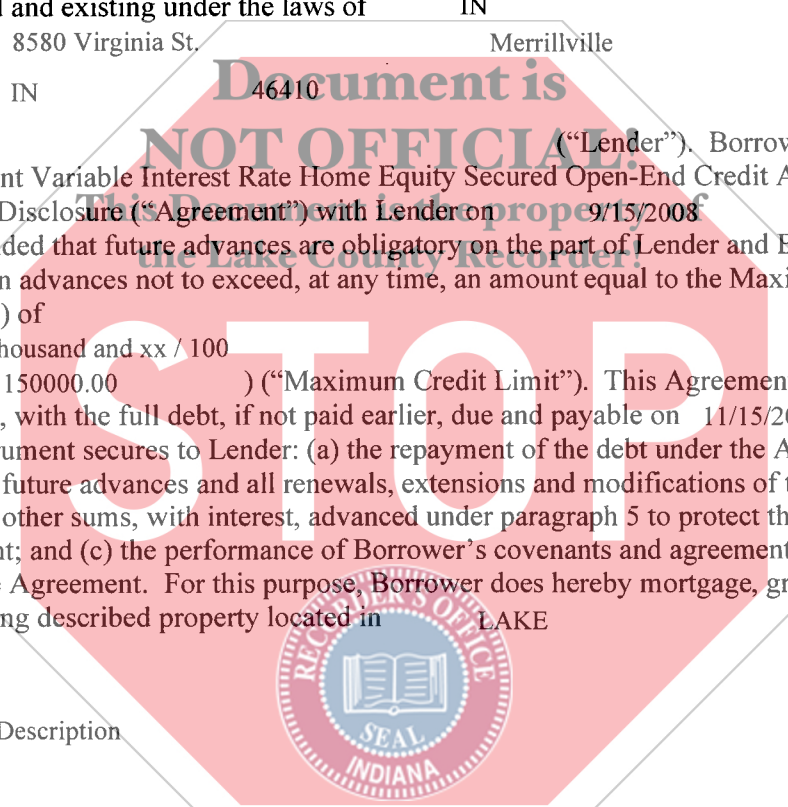 d and existing under the laws of IN
8580 Virginia St. Merrillville
IN 46410
Document is
NOT OFFICIAL!
("Lender"). Borrow
nt Variable Interest Rate Home Equity Secured Open-End Credit A
Disclosure ("Agreement") with Lender on 9/15/2008
This Document is the property of
ded that future advances are obligatory on the part of Lender and E
the Lake County Recorder!
n advances not to exceed, at any time, an amount equal to the Maxi
) of
housand and xx / 100
150000.00 ) ("Maximum Credit Limit"). This Agreemen
, with the full debt, if not paid earlier, due and payable on 11/15/20
rument secures to Lender: (a) the repayment of the debt under the A
future advances and all renewals, extensions and modifications of t
other sums, with interest, advanced under paragraph 5 to protect th
nt; and (c) the performance of Borrower's covenants and agreement
e Agreement. For this purpose, Borrower does hereby mortgage, gr
ng described property located in LAKE
STOP
RECORDER'S OFFICE
SEAL
INDIANA
Description